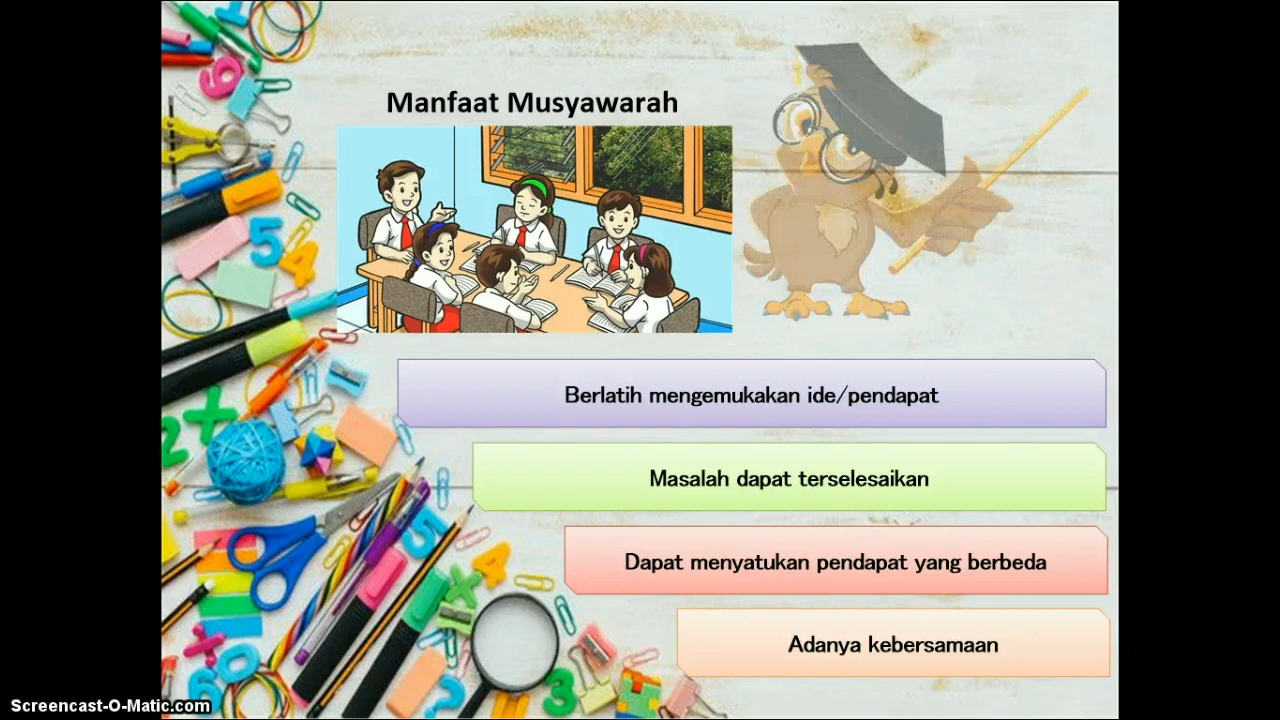 Manfaat Musyawarah
Berlatih mengemukakan ide/pendapat
Masalah dapat terselesaikan
Dapat menyatukan pendapat yang berbeda
Adanya kebersamaan
Screencast-O-Matic.com